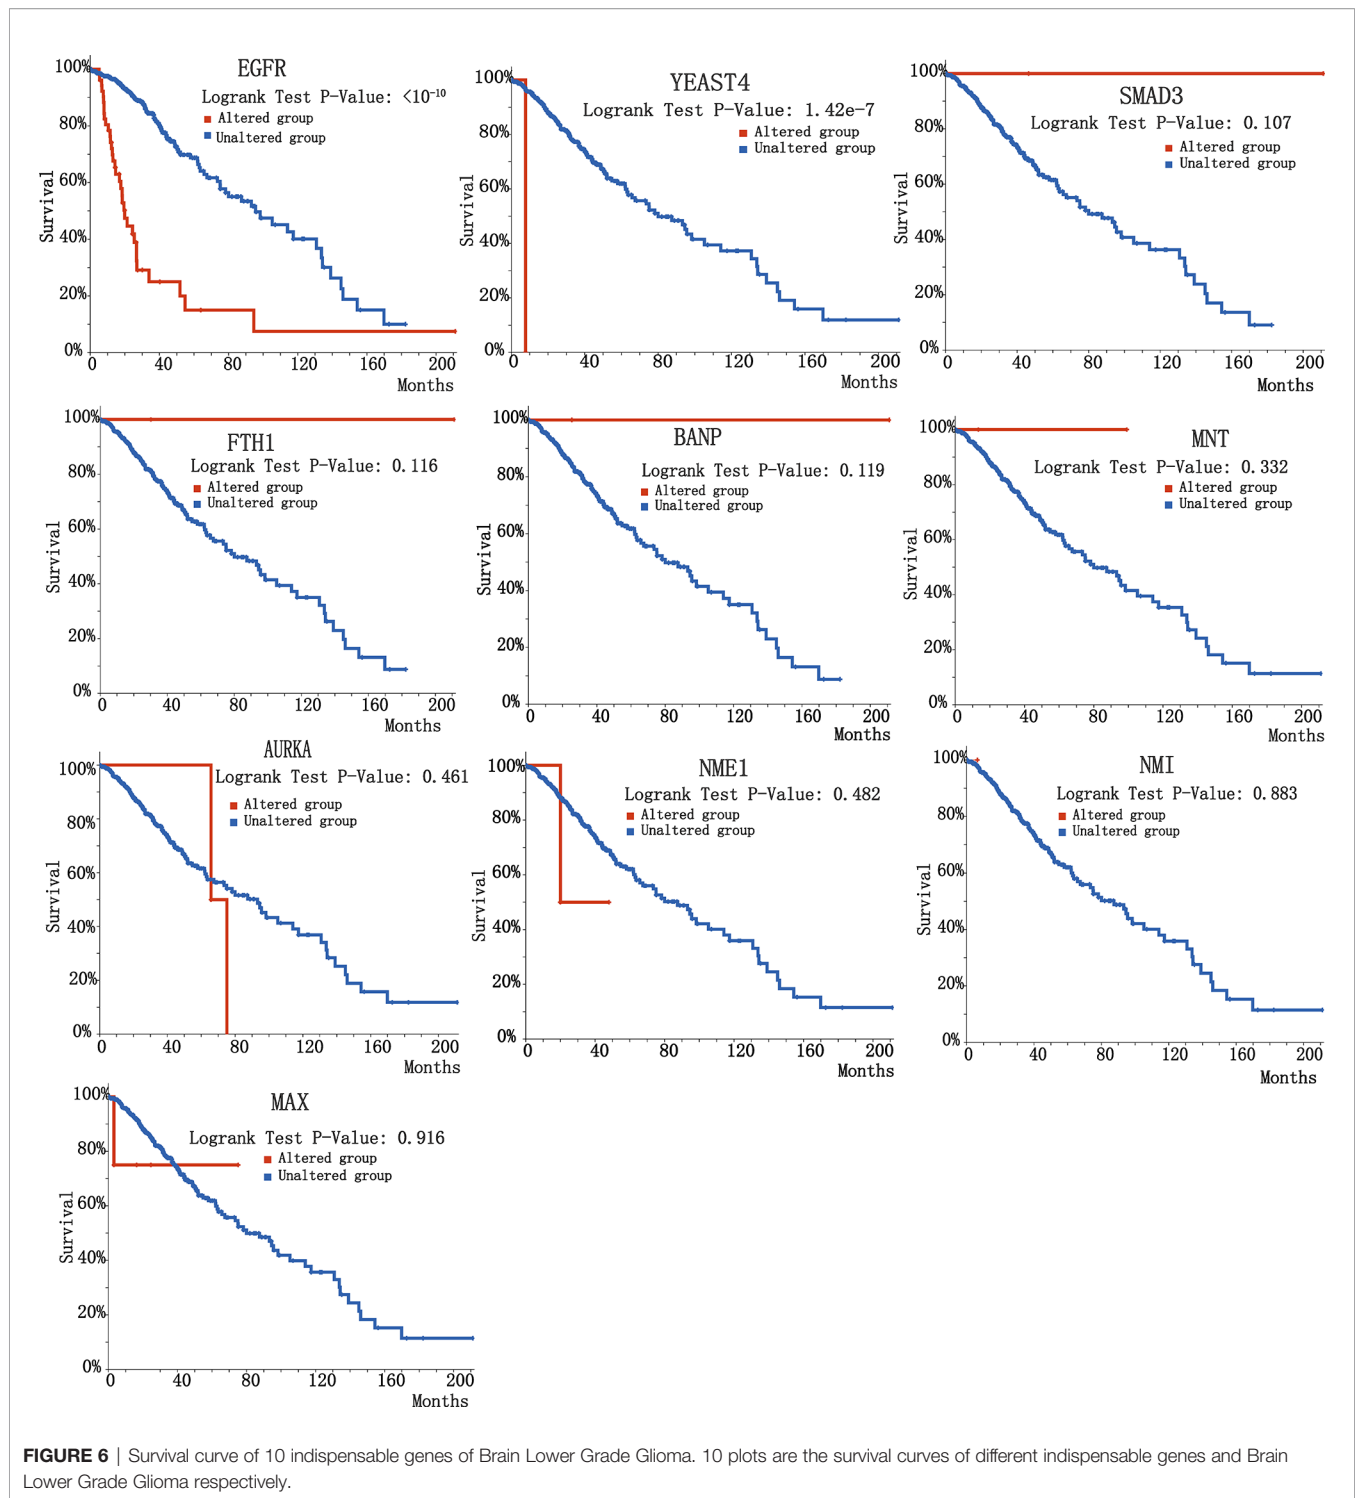 EGFR
Logrank Test P-Value: <10-10
Altered group
Unaltered group
100%
80%
60%
40%
20%
0%
Survival
0 40 80 120 160 200
Months
YEAST4
Logrank Test P-Value: 1.42e-7
Altered group
Unaltered group
100%
80%
60%
40%
20%
0%
Survival
0 40 80 120 160 200
Months
SMAD3
Logrank Test P-Value: 0.107
Altered group
Unaltered group
100%
80%
60%
40%
20%
0%
Survival
0 40 80 120 160 200
Months
FTH1
Logrank Test P-Value: 0.116
Altered group
Unaltered group
100%
80%
60%
40%
20%
0%
Survival
0 40 80 120 160 200
Months
BANP
Logrank Test P-Value: 0.119
Altered group
Unaltered group
100%
80%
60%
40%
20%
0%
Survival
0 40 80 120 160 200
Months
MNT
Logrank Test P-Value: 0.332
Altered group
Unaltered group
100%
80%
60%
40%
20%
0%
Survival
0 40 80 120 160 200
Months
AURKA
Logrank Test P-Value: 0.461
Altered group
Unaltered group
100%
80%
60%
40%
20%
0%
Survival
0 40 80 120 160 200
Months
NME1
Logrank Test P-Value: 0.482
Altered group
Unaltered group
100%
80%
60%
40%
20%
0%
Survival
0 40 80 120 160 200
Months
NMI
Logrank Test P-Value: 0.883
Altered group
Unaltered group
100%
80%
60%
40%
20%
0%
Survival
0 40 80 120 160 200
Months
MAX
Logrank Test P-Value: 0.916
Altered group
Unaltered group
100%
80%
60%
40%
20%
0%
Survival
0 40 80 120 160 200
Months
FIGURE 6 | Survival curve of 10 indispensable genes of Brain Lower Grade Glioma. 10 plots are the survival curves of different indispensable genes and Brain
Lower Grade Glioma respectively.